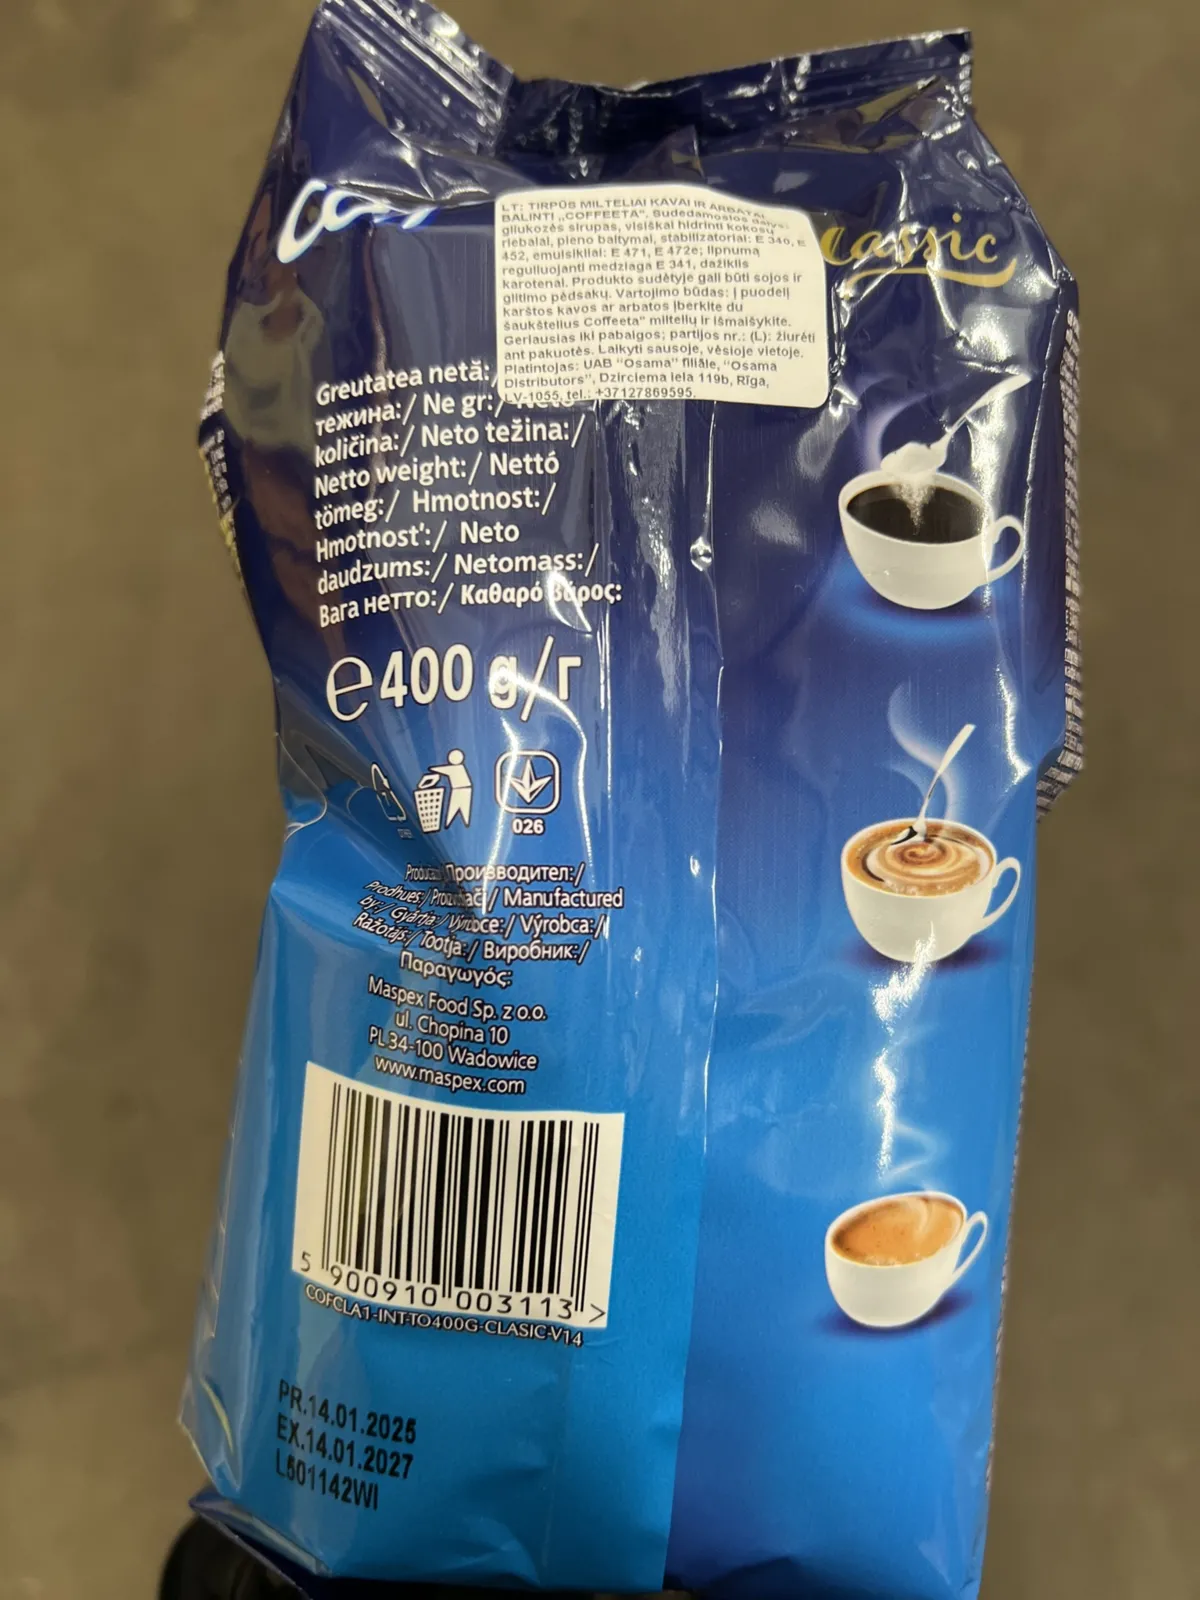 LT: TIRPŪS MILTELIAI KAVAI IR ARBATAI
BALINTI „COFFEETA". Sudedamosios dalys:
gliukozės sirupas, visiškai hidrinti kokosų
riebalai, pieno baltymai, stabilizatoriai: E 340, E
452, emulsikliai: E 471, E 472e; lipnumą
reguliuojanti medžiaga E 341, dažiklis
karotenai. Produkto sudėtyje gali būti sojos ir
glitimo pėdsakų. Vartojimo būdas: Į puodelį
karštos kavos ar arbatos įberkite du
šaukštelius Coffeeta" miltelių ir išmaišykite.
Geriausias iki pabaigos; partijos nr.: (L): žiūrėti
ant pakuotės. Laikyti sausoje, vėsioje vietoje.
Platintojas: UAB "Osama" filiāle, "Osama
Distributors", Dzirciema iela 119b, Rīga,
LV-1055, tel.: +37127869595.
Classic
Greutatea netă:/
тежина:/ Ne gr:/ Neto
količina:/ Neto težina:/
Netto weight:/ Nettó
tömeg:/ Hmotnost:/
Hmotnosť:/ Neto
daudzums:/ Netomass:/
Вага нетто:/ Καθαρό βάρος:
℮400 g/г
026
Producător Производител:/
Prodhues:/ Proizvođač:/ Manufactured
by:/ Gyártja:/ Výrobce:/ Výrobca:/
Ražotājs:/ Tootja:/ Виробник:/
Παραγωγός:
Maspex Food Sp. z o.o.
ul. Chopina 10
PL 34-100 Wadowice
www.maspex.com
5 900910 003113 >
COFCLA1-INTTO400G-CLASIC-V14
PR.14.01.2025
EX.14.01.2027
L501142WI